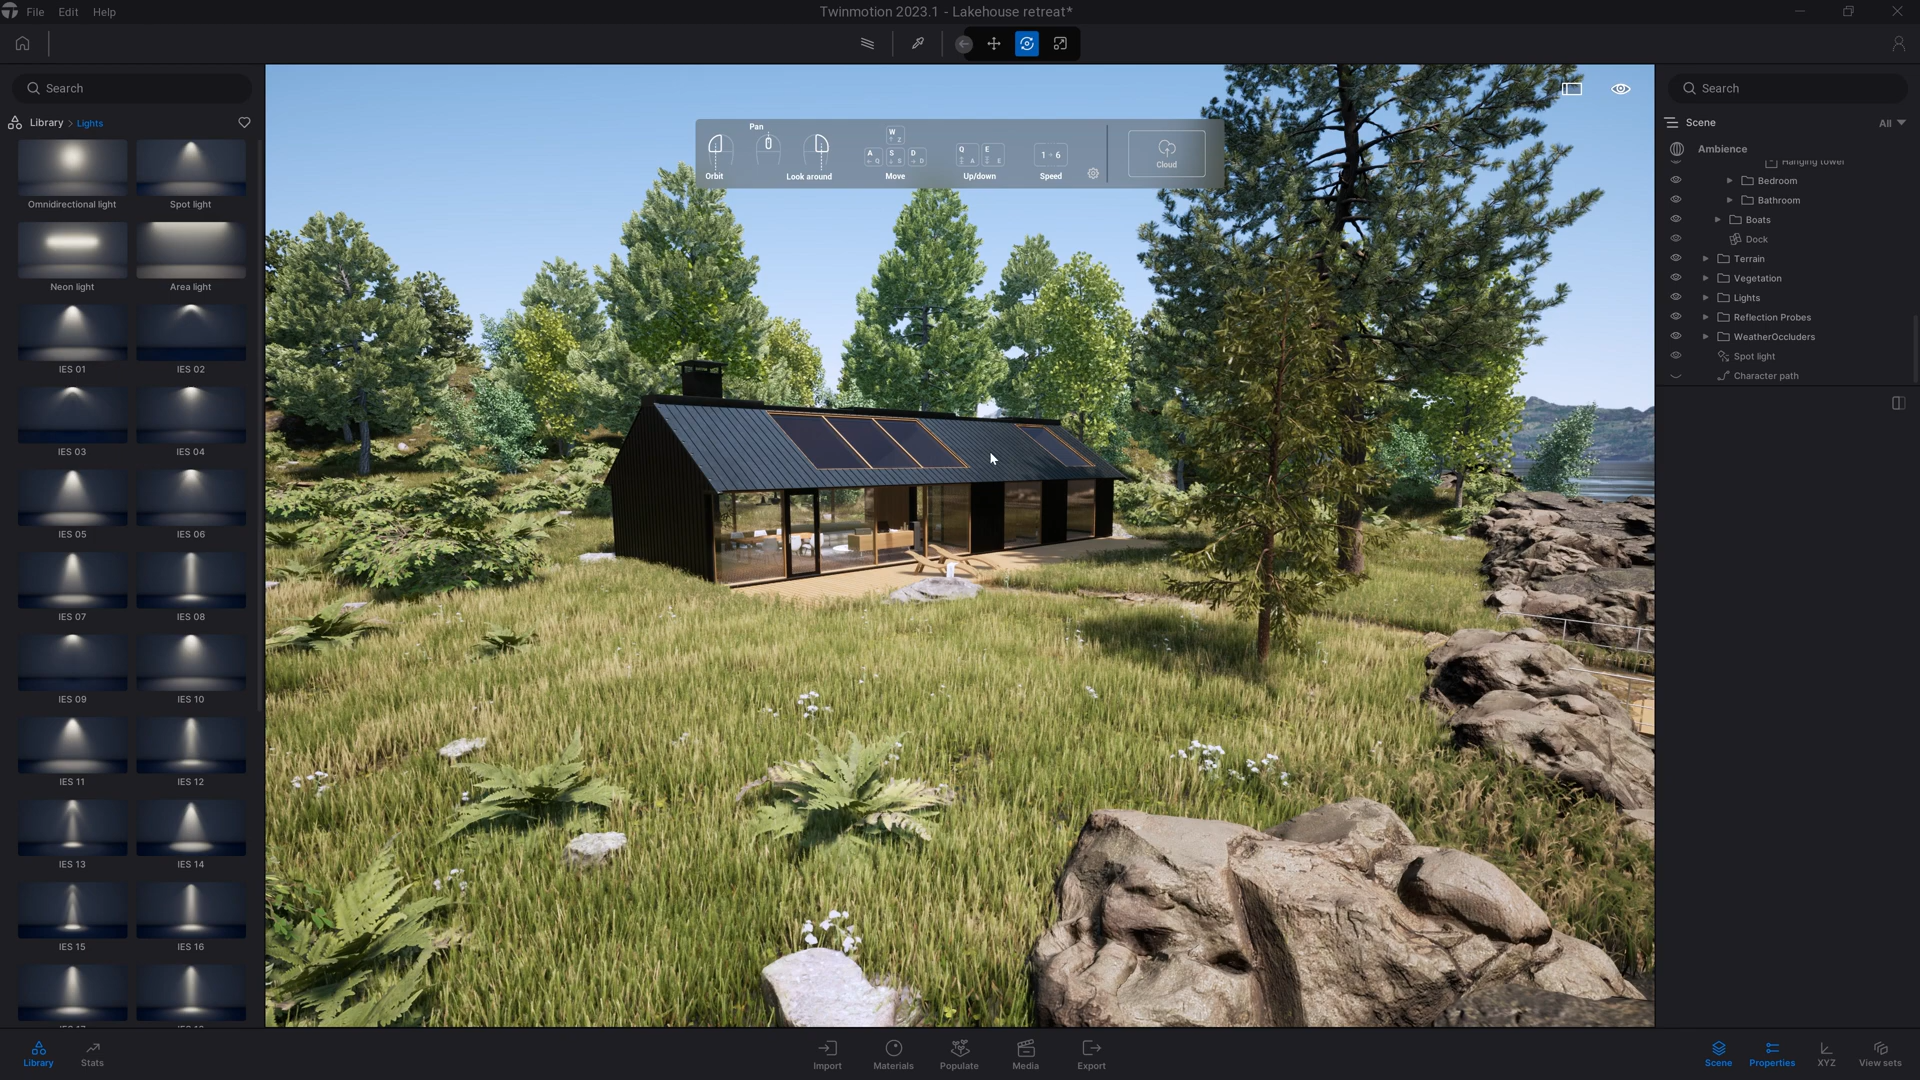 File Edit Help
Twinmotion 2023.1 - Lakehouse retreat*
Search
Library > Lights
Omnidirectional light
Spot light
Neon light
Area light
IES 01
IES 02
IES 03
IES 04
IES 05
IES 06
IES 07
IES 08
IES 09
IES 10
IES 11
IES 12
IES 13
IES 14
IES 15
IES 16
Pan
Orbit
Look around
W
Z
A
Q
S
S
D
D
Move
Q
A
E
E
Up/down
1 - 6
Speed
Cloud
Search
Scene
All
Ambience
Hanging tower
Bedroom
Bathroom
Boats
Dock
Terrain
Vegetation
Lights
Reflection Probes
WeatherOccluders
Spot light
Character path
Library
Stats
Import
Materials
Populate
Media
Export
Scene
Properties
XYZ
View sets